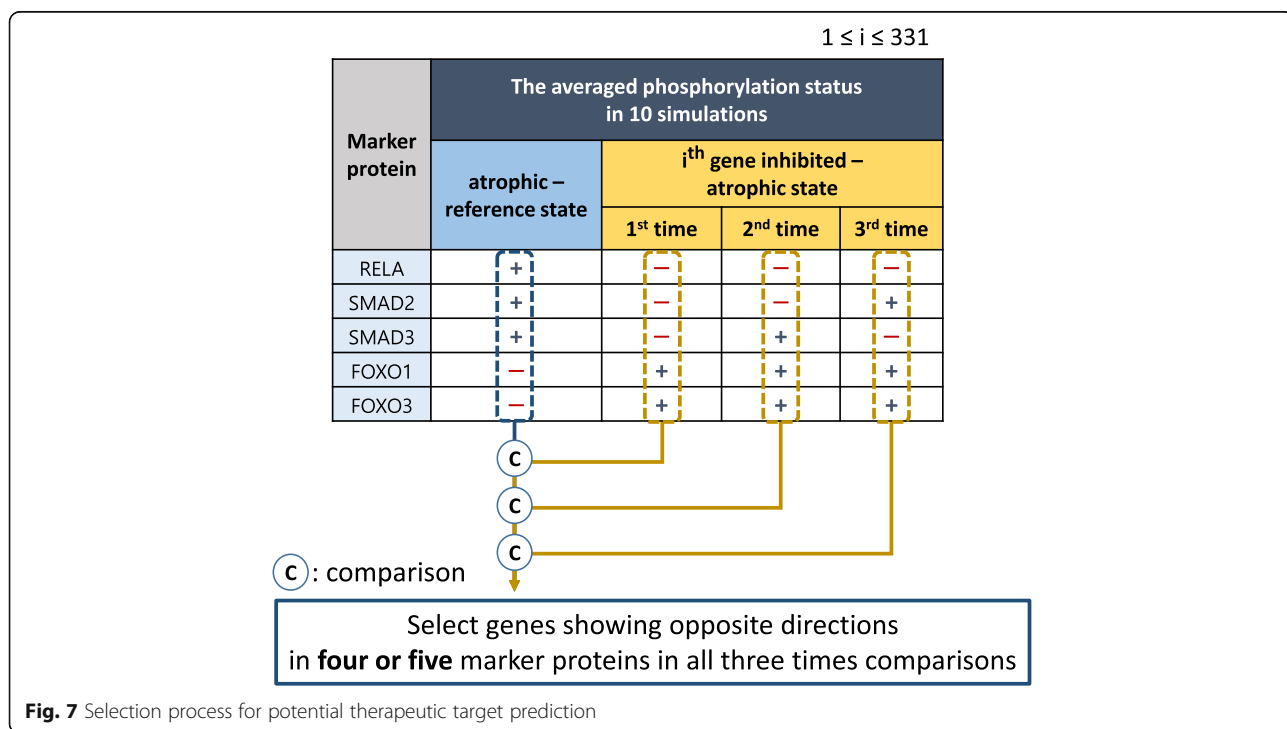 1 ≤ i ≤ 331
Marker protein
The averaged phosphorylation status
in 10 simulations
atrophic –
reference state
iᵗʰ gene inhibited –
atrophic state
1ˢᵗ time 2ⁿᵈ time 3ʳᵈ time
RELA + − − −
SMAD2 + − − +
SMAD3 + − + −
FOXO1 − + + +
FOXO3 − + + +
C
C
C
C : comparison
Select genes showing opposite directions
in four or five marker proteins in all three times comparisons
Fig. 7 Selection process for potential therapeutic target prediction